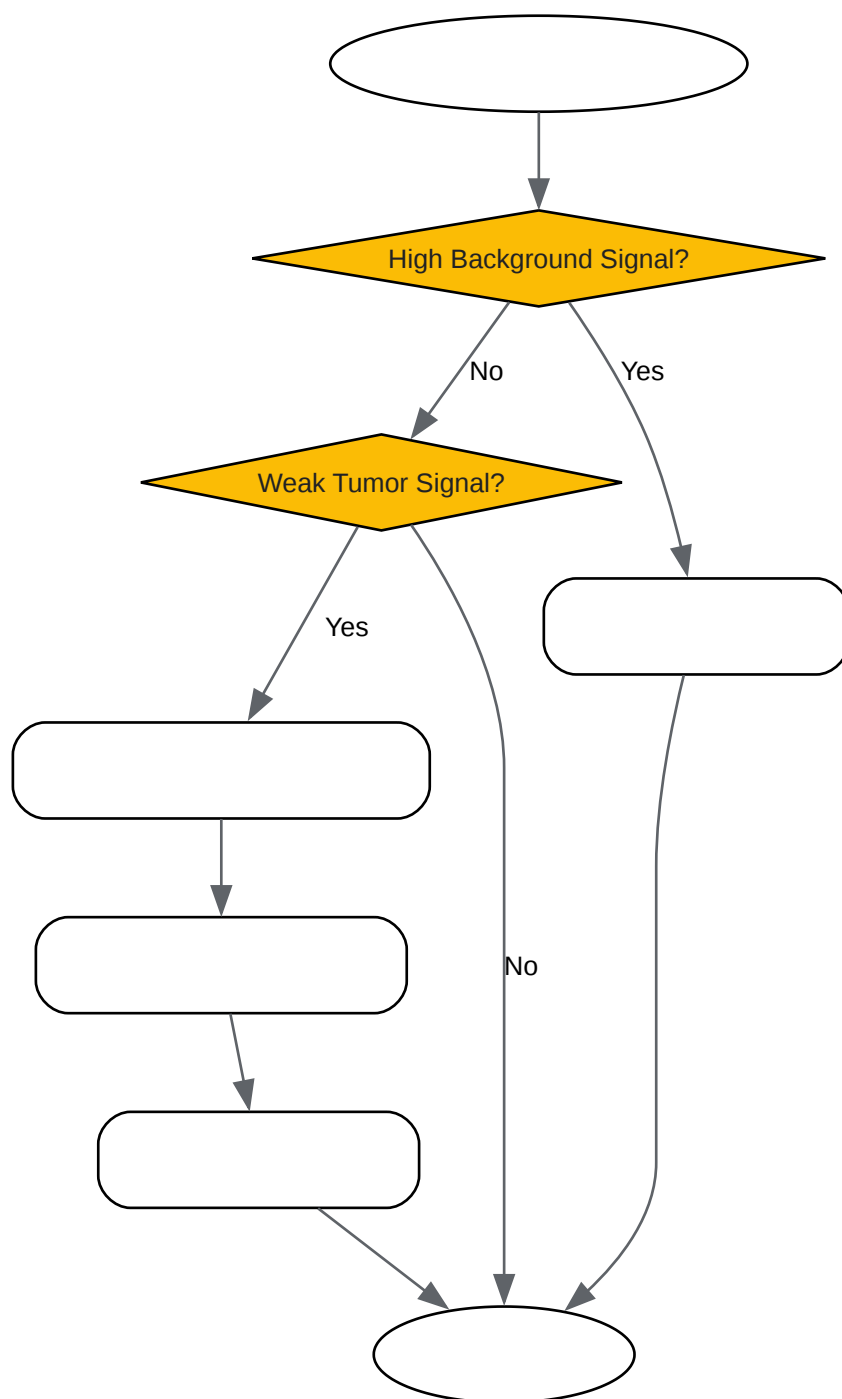 High Background Signal?
No
Yes
Weak Tumor Signal?
Yes
No